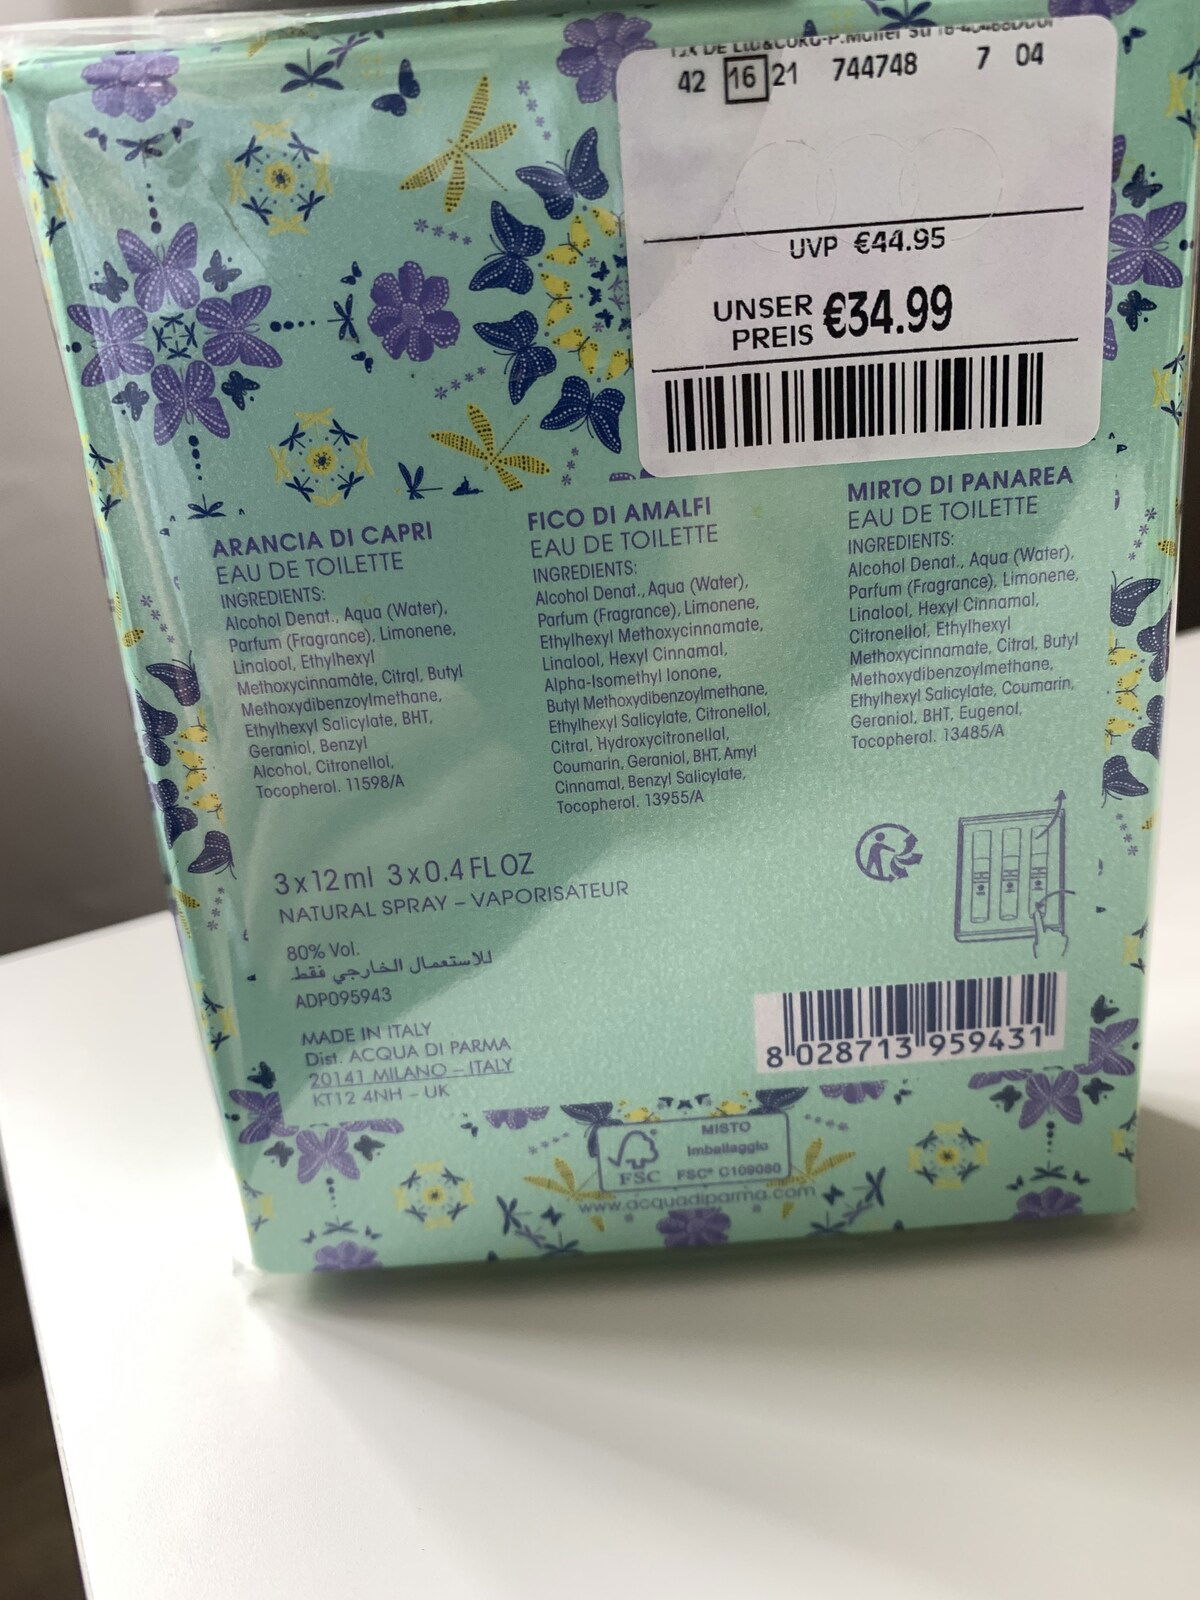 42 16 21 744748 7 04
UVP €44.95
UNSER
PREIS €34.99
ARANCIA DI CAPRI
EAU DE TOILETTE
INGREDIENTS:
Alcohol Denat., Aqua (Water),
Parfum (Fragrance), Limonene,
Linalool, Ethylhexyl
Methoxycinnamate, Citral, Butyl
Methoxydibenzoylmethane,
Ethylhexyl Salicylate, BHT,
Geraniol, Benzyl
Alcohol, Citronellol,
Tocopherol. 11598/A
FICO DI AMALFI
EAU DE TOILETTE
INGREDIENTS:
Alcohol Denat., Aqua (Water),
Parfum (Fragrance), Limonene,
Ethylhexyl Methoxycinnamate,
Linalool, Hexyl Cinnamal,
Alpha-Isomethyl Ionone,
Butyl Methoxydibenzoylmethane,
Ethylhexyl Salicylate, Citronellol,
Citral, Hydroxycitronellal,
Coumarin, Geraniol, BHT, Amyl
Cinnamal, Benzyl Salicylate,
Tocopherol. 13955/A
MIRTO DI PANAREA
EAU DE TOILETTE
INGREDIENTS:
Alcohol Denat., Aqua (Water),
Parfum (Fragrance), Limonene,
Linalool, Hexyl Cinnamal,
Citronellol, Ethylhexyl
Methoxycinnamate, Citral, Butyl
Methoxydibenzoylmethane,
Ethylhexyl Salicylate, Coumarin,
Geraniol, BHT, Eugenol,
Tocopherol. 13485/A
3x12ml 3x0.4 FL OZ
NATURAL SPRAY – VAPORISATEUR
80% Vol.
للاستعمال الخارجي فقط
ADP095943
MADE IN ITALY
Dist. ACQUA DI PARMA
20141 MILANO – ITALY
KT12 4NH – UK
8 028713 959431
MISTO
Imballaggio
FSC FSC® C109080
www.acquadiparma.com